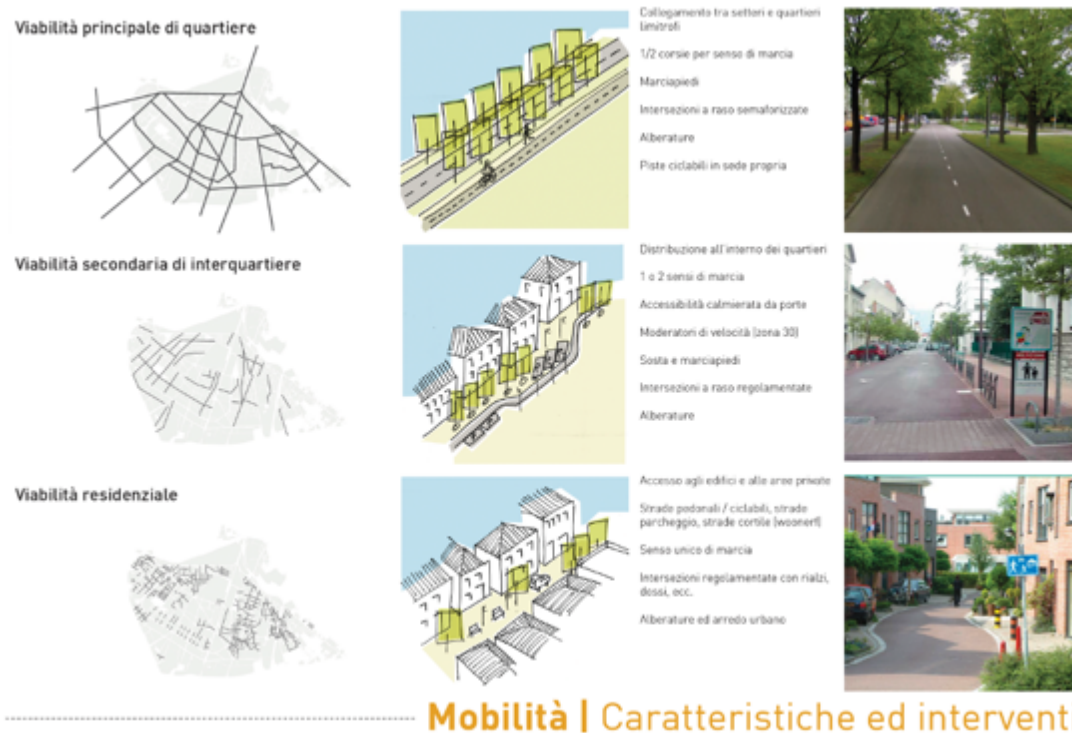 Viabilità principale di quartiere
Collegamento tra settori e quartieri
limitrofi
1/2 corsie per senso di marcia
Marciapiedi
Intersezioni a raso semaforizzate
Alberature
Piste ciclabili in sede propria
Viabilità secondaria di interquartiere
Distribuzione all'interno dei quartieri
1 o 2 sensi di marcia
Accessibilità calmierata da porte
Moderatori di velocità (zona 30)
Sosta e marciapiedi
Intersezioni a raso regolamentate
Alberature
Viabilità residenziale
Accesso agli edifici e alle aree private
Strade pedonali / ciclabili, strade
parcheggio, strade cortile (woonerf)
Senso unico di marcia
Intersezioni regolamentate con rialzi,
dossi, ecc.
Alberature ed arredo urbano
Mobilità | Caratteristiche ed intervent